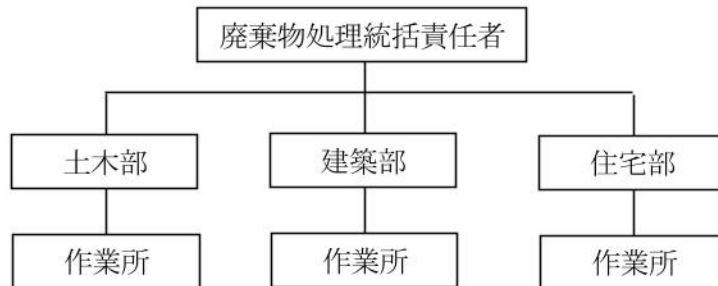 廃棄物処理統括責任者
土木部
建築部
住宅部
作業所
作業所
作業所